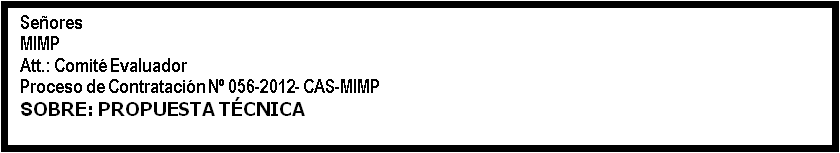 Señores
MIMP
Att.: Comité Evaluador
Proceso de Contratación Nº 056-2012- CAS-MIMP
SOBRE: PROPUESTA TÉCNICA